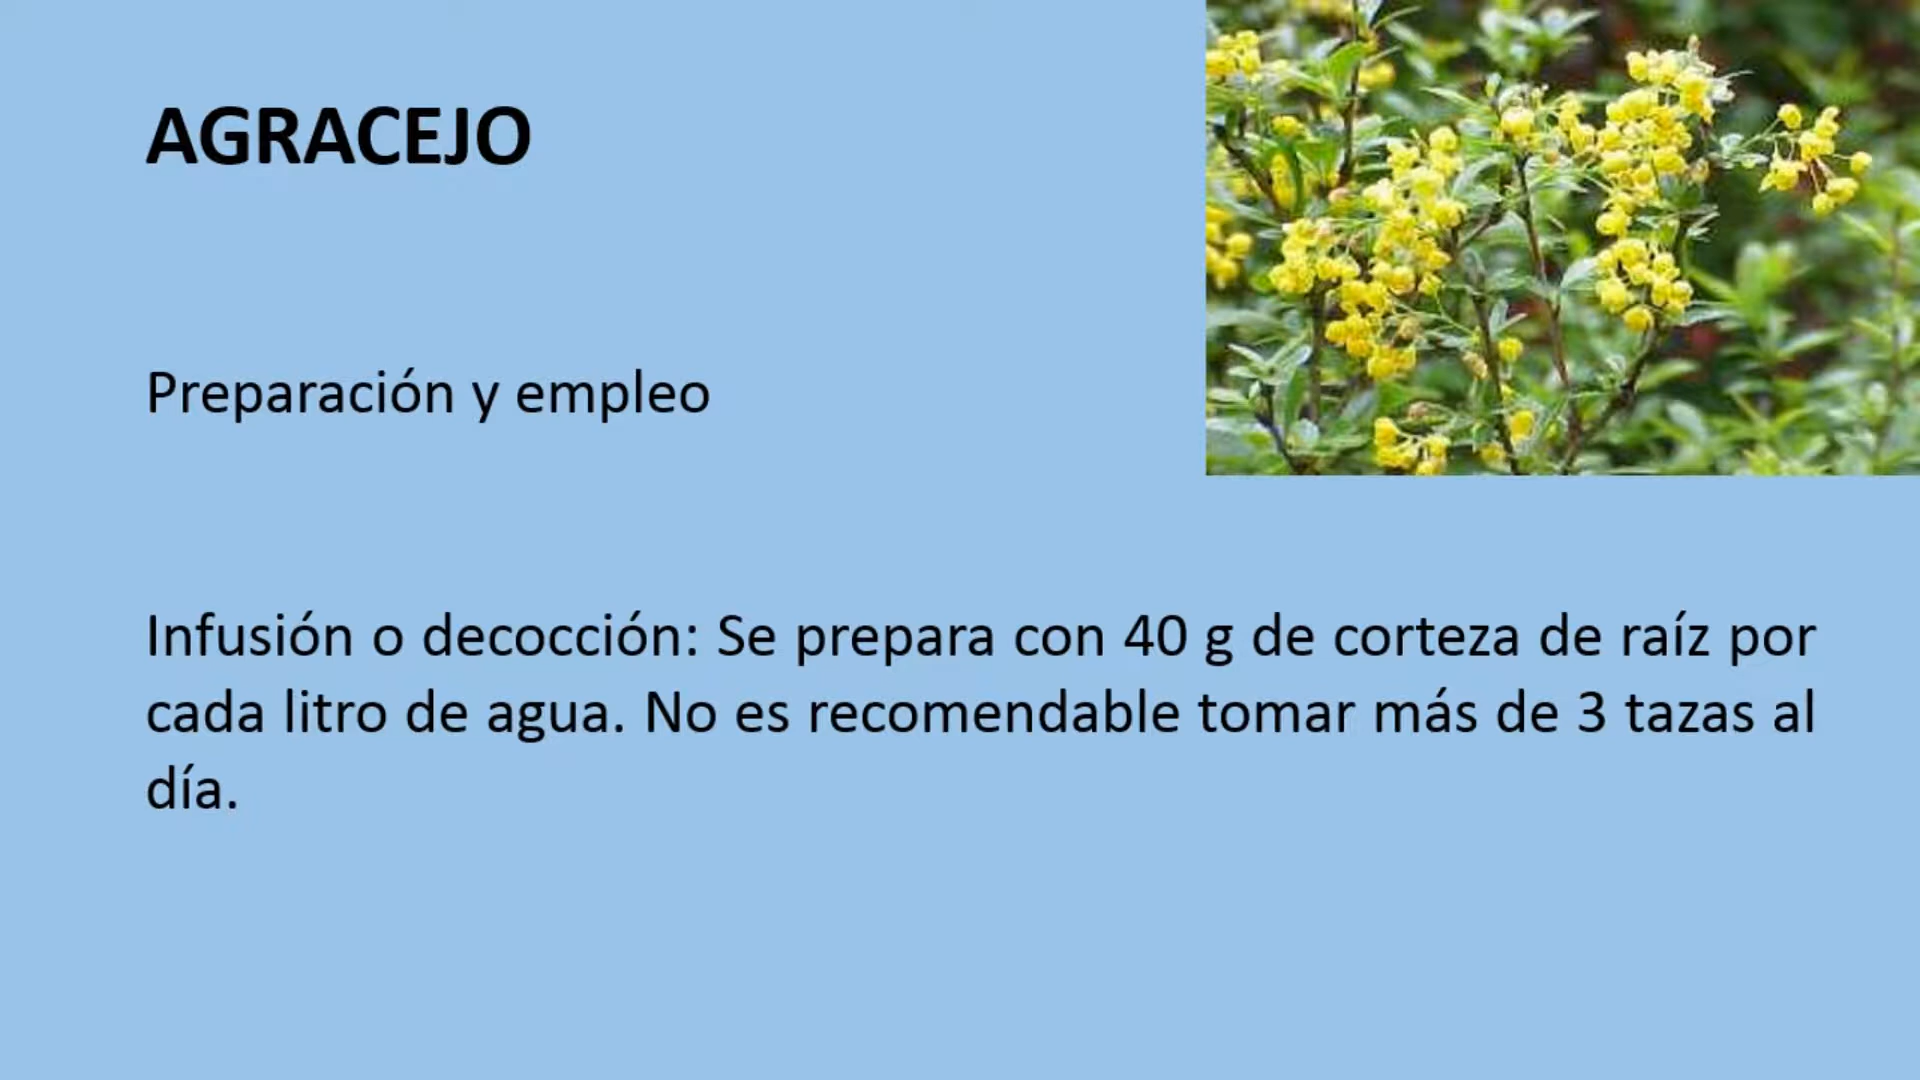 AGRACEJO
Preparación y empleo
Infusión o decocción: Se prepara con 40 g de corteza de raíz por
cada litro de agua. No es recomendable tomar más de 3 tazas al
día.